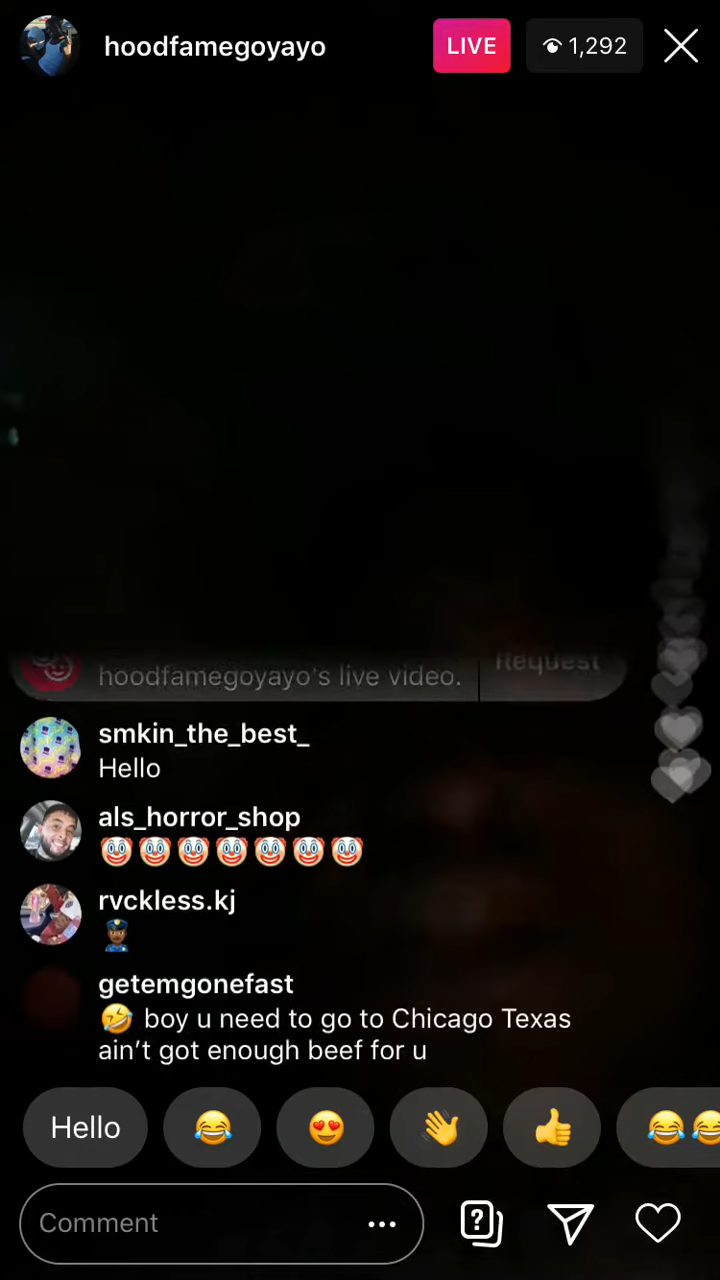 hoodfamegoyayo
LIVE
1,292
hoodfamegoyayo's live video.
Request
smkin_the_best_
Hello
als_horror_shop
🤡🤡🤡🤡🤡🤡🤡
rvckless.kj
👮🏾‍♂️
getemgonefast
🤣 boy u need to go to Chicago Texas
ain't got enough beef for u
Hello 😂 😍 👋 👍 😂😂
Comment